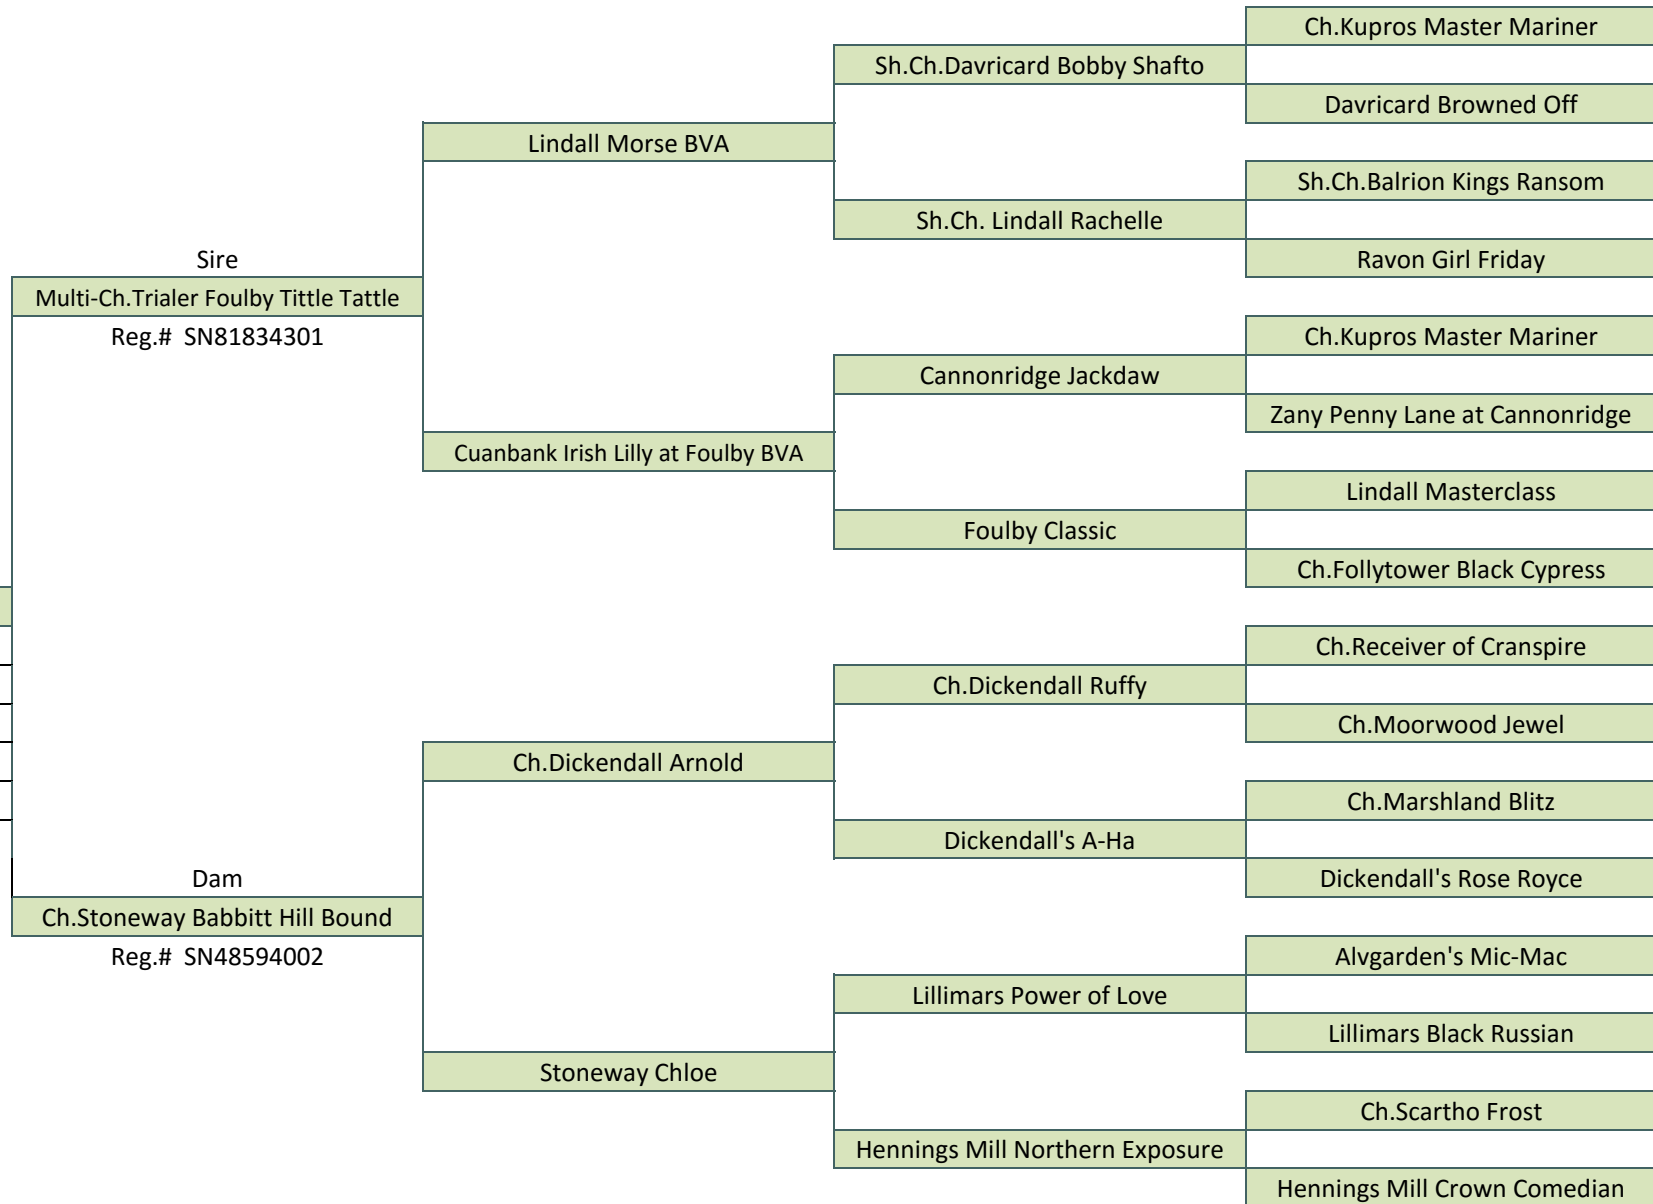 Ch.Kupros Master Mariner
Sh.Ch.Davricard Bobby Shafto
Davricard Browned Off
Lindall Morse BVA
Sh.Ch.Balrion Kings Ransom
Sh.Ch. Lindall Rachelle
Sire
Ravon Girl Friday
Multi-Ch.Trialer Foulby Tittle Tattle
Reg.# SN81834301
Ch.Kupros Master Mariner
Cannonridge Jackdaw
Zany Penny Lane at Cannonridge
Cuanbank Irish Lilly at Foulby BVA
Lindall Masterclass
Foulby Classic
Ch.Follytower Black Cypress
Ch.Receiver of Cranspire
Ch.Dickendall Ruffy
Ch.Moorwood Jewel
Ch.Dickendall Arnold
Ch.Marshland Blitz
Dickendall's A-Ha
Dam
Dickendall's Rose Royce
Ch.Stoneway Babbitt Hill Bound
Reg.# SN48594002
Alvgarden's Mic-Mac
Lillimars Power of Love
Lillimars Black Russian
Stoneway Chloe
Ch.Scartho Frost
Hennings Mill Northern Exposure
Hennings Mill Crown Comedian